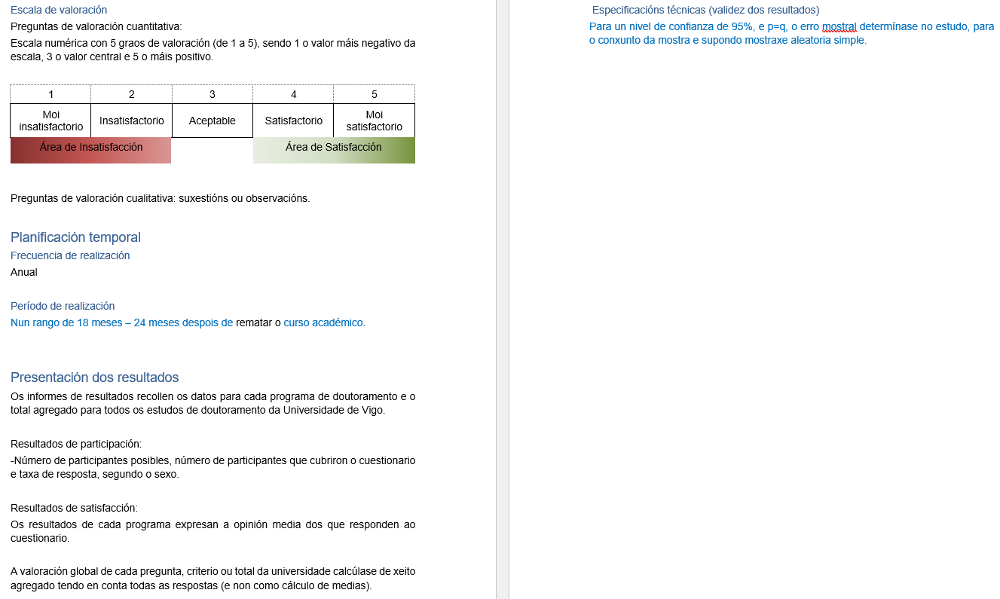 Escala de valoración
Preguntas de valoración cuantitativa:
Escala numérica con 5 graos de valoración (de 1 a 5), sendo 1 o valor máis negativo da
escala, 3 o valor central e 5 o máis positivo.
1 2 3 4 5
Moi insatisfactorio Insatisfactorio Aceptable Satisfactorio Moi satisfactorio
Área de Insatisfacción Área de Satisfacción
Preguntas de valoración cualitativa: suxestións ou observacións.
Planificación temporal
Frecuencia de realización
Anual
Período de realización
Nun rango de 18 meses – 24 meses despois de rematar o curso académico.
Presentación dos resultados
Os informes de resultados recollen os datos para cada programa de doutoramento e o
total agregado para todos os estudos de doutoramento da Universidade de Vigo.
Resultados de participación:
-Número de participantes posibles, número de participantes que cubriron o cuestionario
e taxa de resposta, segundo o sexo.
Resultados de satisfacción:
Os resultados de cada programa expresan a opinión media dos que responden ao
cuestionario.
A valoración global de cada pregunta, criterio ou total da universidade calcúlase de xeito
agregado tendo en conta todas as respostas (e non como cálculo de medias).
Especificacións técnicas (validez dos resultados)
Para un nivel de confianza de 95%, e p=q, o erro mostral determínase no estudo, para
o conxunto da mostra e supondo mostraxe aleatoria simple.